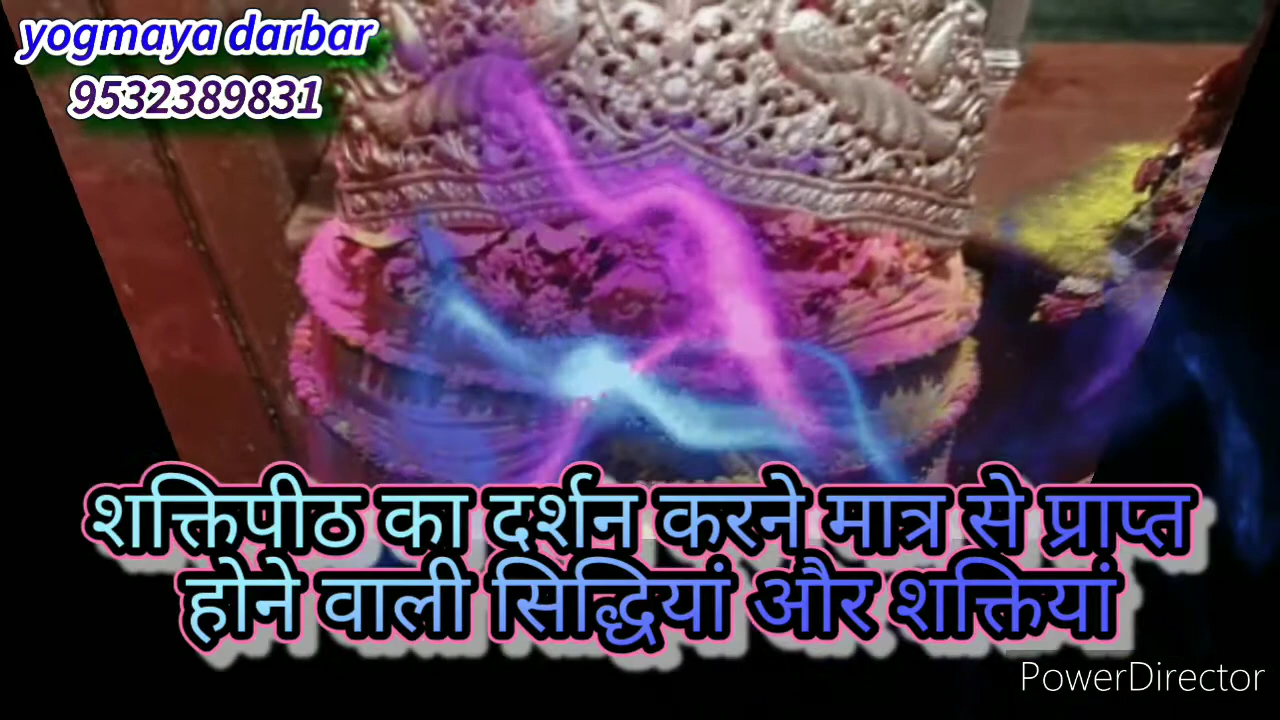 yogmaya darbar
9532389831
शक्तिपीठ का दर्शन करने मात्र से प्राप्त
होने वाली सिद्धियां और शक्तियां
PowerDirector